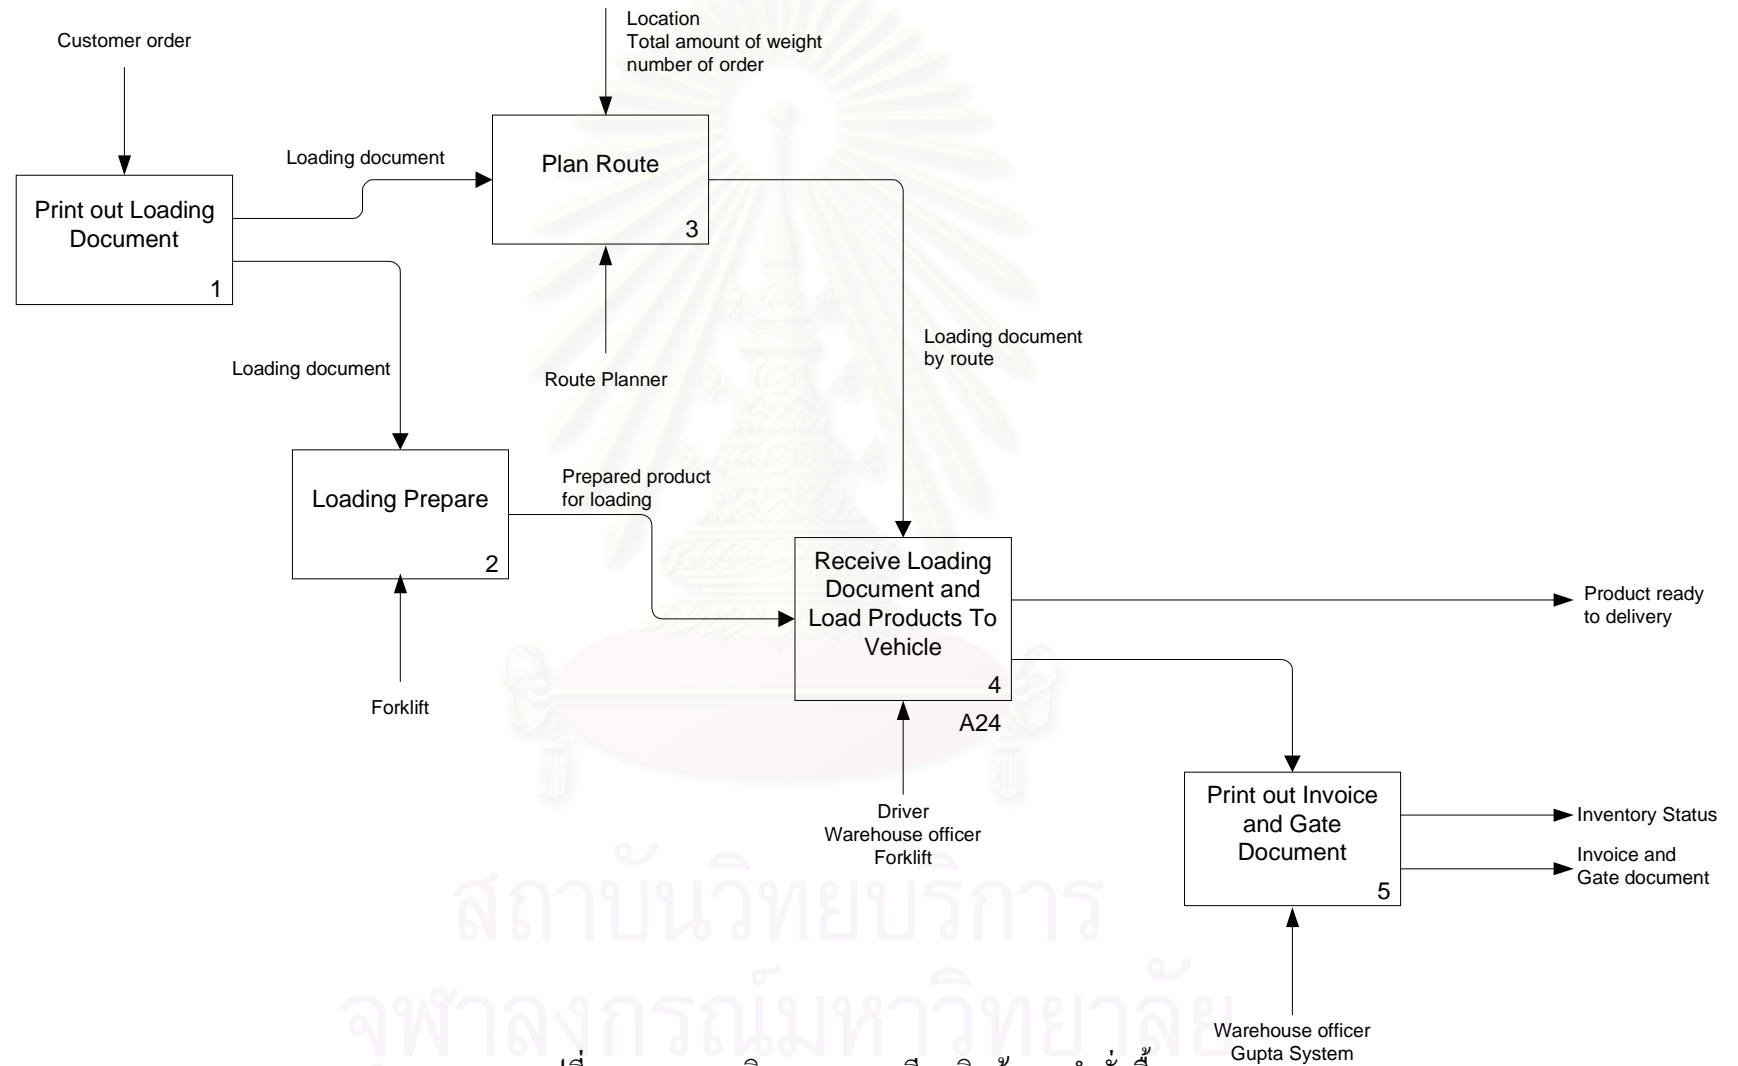 Customer order
Location
Total amount of weight
number of order
Loading document
Plan Route
3
Print out Loading
Document
1
Loading document
by route
Loading document
Route Planner
Prepared product
for loading
Loading Prepare
2
Receive Loading
Document and
Load Products To
Vehicle
4
A24
Product ready
to delivery
Forklift
Driver
Warehouse officer
Forklift
Print out Invoice
and Gate
Document
5
Inventory Status
Invoice and
Gate document
Warehouse officer
Gupta System
สถาบันวิทยบริการ
จุฬาลงกรณ์มหาวิทยาลัย